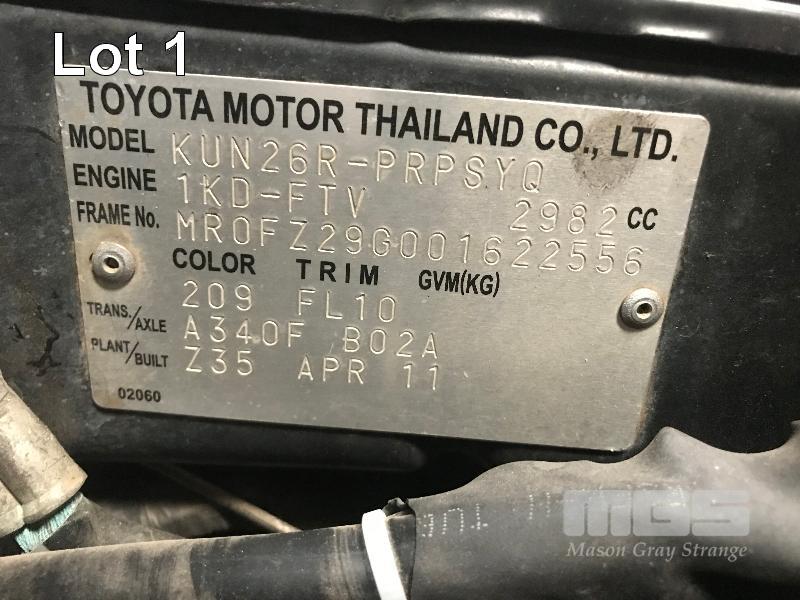 Lot 1
TOYOTA MOTOR THAILAND CO., LTD.
MODEL KUN26R-PRPSYQ
ENGINE 1KD-FTV 2982 CC
FRAME No. MR0FZ29G001622556
COLOR TRIM GVM(KG)
209 FL10
TRANS./AXLE A340F B02A
PLANT/BUILT Z35 APR 11
02060
MGS
Mason Gray Strange